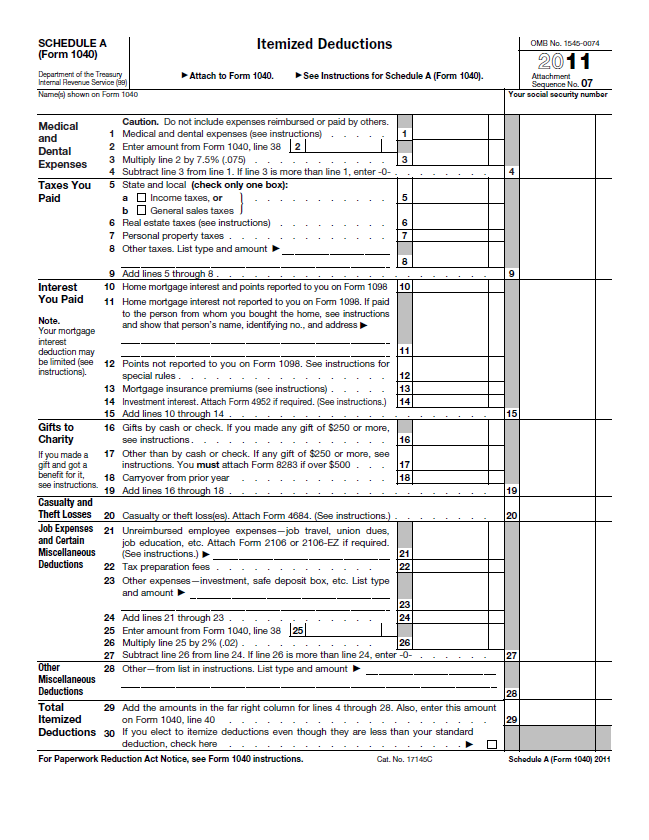 SCHEDULE A
(Form 1040)
Department of the Treasury
Internal Revenue Service (99)
Itemized Deductions
▶ Attach to Form 1040. ▶ See Instructions for Schedule A (Form 1040).
OMB No. 1545-0074
2011
Attachment
Sequence No. 07
Name(s) shown on Form 1040
Your social security number
Medical
and
Dental
Expenses
Caution. Do not include expenses reimbursed or paid by others.
1 Medical and dental expenses (see instructions) . . . . . 1
2 Enter amount from Form 1040, line 38 2
3 Multiply line 2 by 7.5% (.075) . . . . . . . . . . 3
4 Subtract line 3 from line 1. If line 3 is more than line 1, enter -0- . . . . . . . . 4
Taxes You
Paid
5 State and local (check only one box):
a Income taxes, or
b General sales taxes } . . . . . . . . . . 5
6 Real estate taxes (see instructions) . . . . . . . . 6
7 Personal property taxes . . . . . . . . . . . . 7
8 Other taxes. List type and amount ▶
8
9 Add lines 5 through 8 . . . . . . . . . . . . . . . . . . . . 9
Interest
You Paid
Note.
Your mortgage
interest
deduction may
be limited (see
instructions).
10 Home mortgage interest and points reported to you on Form 1098 10
11 Home mortgage interest not reported to you on Form 1098. If paid
to the person from whom you bought the home, see instructions
and show that person's name, identifying no., and address ▶
11
12 Points not reported to you on Form 1098. See instructions for
special rules . . . . . . . . . . . . . . . . 12
13 Mortgage insurance premiums (see instructions) . . . . . 13
14 Investment interest. Attach Form 4952 if required. (See instructions.) 14
15 Add lines 10 through 14 . . . . . . . . . . . . . . . . . . . 15
Gifts to
Charity
If you made a
gift and got a
benefit for it,
see instructions.
16 Gifts by cash or check. If you made any gift of $250 or more,
see instructions . . . . . . . . . . . . . . . 16
17 Other than by cash or check. If any gift of $250 or more, see
instructions. You must attach Form 8283 if over $500 . . . 17
18 Carryover from prior year . . . . . . . . . . . . 18
19 Add lines 16 through 18 . . . . . . . . . . . . . . . . . . . 19
Casualty and
Theft Losses
20 Casualty or theft loss(es). Attach Form 4684. (See instructions.) . . . . . . . . 20
Job Expenses
and Certain
Miscellaneous
Deductions
21 Unreimbursed employee expenses—job travel, union dues,
job education, etc. Attach Form 2106 or 2106-EZ if required.
(See instructions.) ▶ 21
22 Tax preparation fees . . . . . . . . . . . . . 22
23 Other expenses—investment, safe deposit box, etc. List type
and amount ▶
23
24 Add lines 21 through 23 . . . . . . . . . . . . 24
25 Enter amount from Form 1040, line 38 25
26 Multiply line 25 by 2% (.02) . . . . . . . . . . . 26
27 Subtract line 26 from line 24. If line 26 is more than line 24, enter -0- . . . . . . 27
Other
Miscellaneous
Deductions
28 Other—from list in instructions. List type and amount ▶
28
Total
Itemized
Deductions
29 Add the amounts in the far right column for lines 4 through 28. Also, enter this amount
on Form 1040, line 40 . . . . . . . . . . . . . . . . . . . 29
30 If you elect to itemize deductions even though they are less than your standard
deduction, check here . . . . . . . . . . . . . . . . . . ▶
For Paperwork Reduction Act Notice, see Form 1040 instructions.
Cat. No. 17145C
Schedule A (Form 1040) 2011